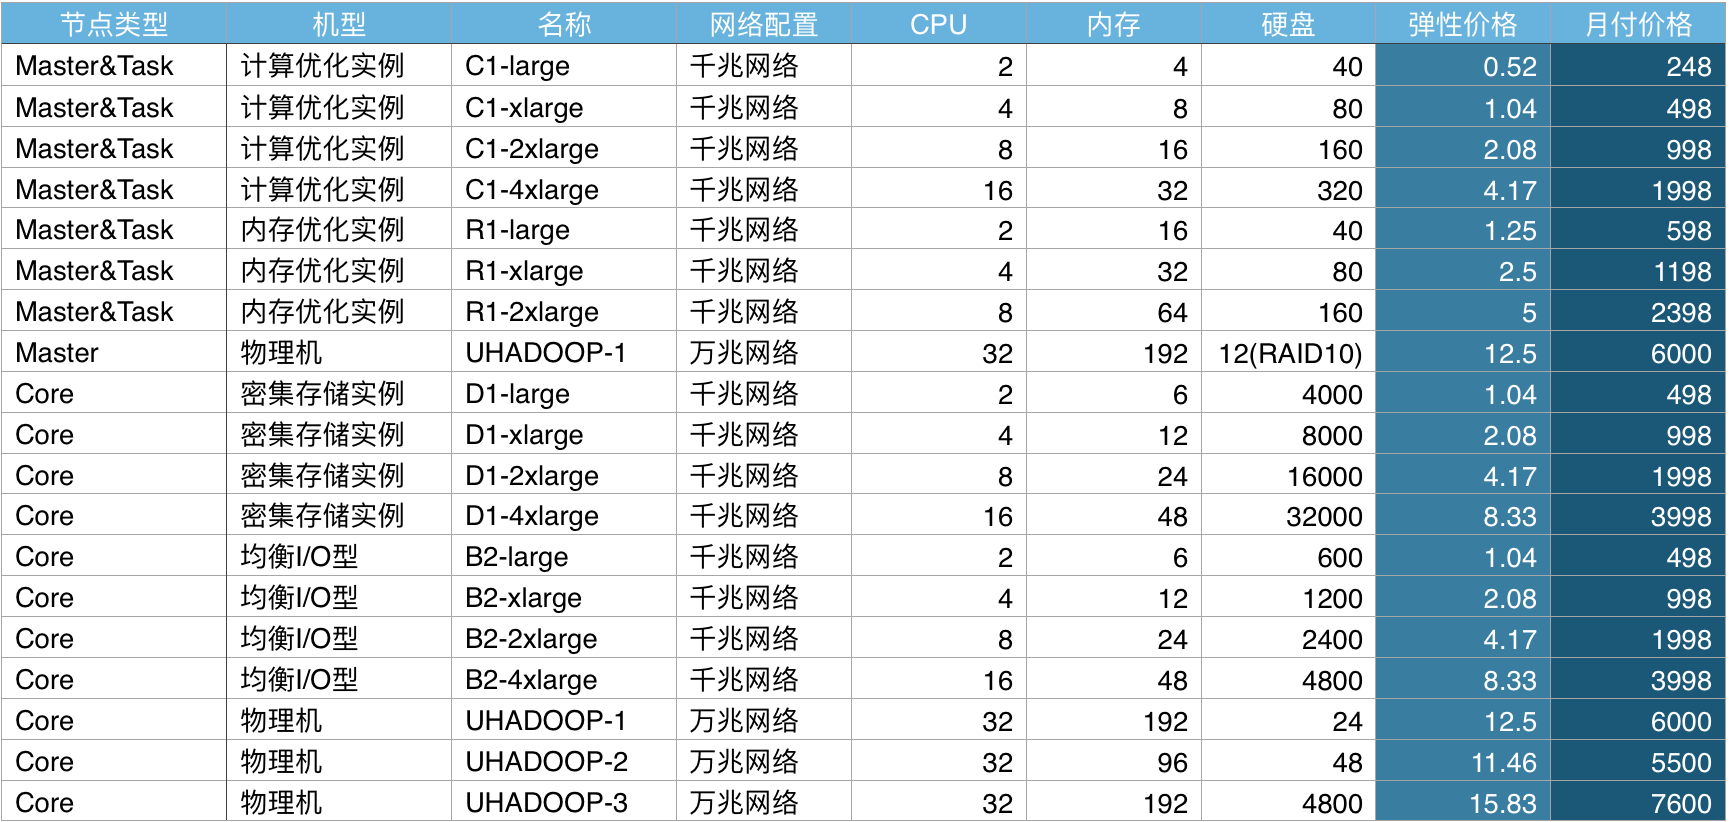 节点类型 机型 名称 网络配置 CPU 内存 硬盘 弹性价格 月付价格
Master&Task 计算优化实例 C1-large 千兆网络 2 4 40 0.52 248
Master&Task 计算优化实例 C1-xlarge 千兆网络 4 8 80 1.04 498
Master&Task 计算优化实例 C1-2xlarge 千兆网络 8 16 160 2.08 998
Master&Task 计算优化实例 C1-4xlarge 千兆网络 16 32 320 4.17 1998
Master&Task 内存优化实例 R1-large 千兆网络 2 16 40 1.25 598
Master&Task 内存优化实例 R1-xlarge 千兆网络 4 32 80 2.5 1198
Master&Task 内存优化实例 R1-2xlarge 千兆网络 8 64 160 5 2398
Master 物理机 UHADOOP-1 万兆网络 32 192 12(RAID10) 12.5 6000
Core 密集存储实例 D1-large 千兆网络 2 6 4000 1.04 498
Core 密集存储实例 D1-xlarge 千兆网络 4 12 8000 2.08 998
Core 密集存储实例 D1-2xlarge 千兆网络 8 24 16000 4.17 1998
Core 密集存储实例 D1-4xlarge 千兆网络 16 48 32000 8.33 3998
Core 均衡I/O型 B2-large 千兆网络 2 6 600 1.04 498
Core 均衡I/O型 B2-xlarge 千兆网络 4 12 1200 2.08 998
Core 均衡I/O型 B2-2xlarge 千兆网络 8 24 2400 4.17 1998
Core 均衡I/O型 B2-4xlarge 千兆网络 16 48 4800 8.33 3998
Core 物理机 UHADOOP-1 万兆网络 32 192 24 12.5 6000
Core 物理机 UHADOOP-2 万兆网络 32 96 48 11.46 5500
Core 物理机 UHADOOP-3 万兆网络 32 192 4800 15.83 7600